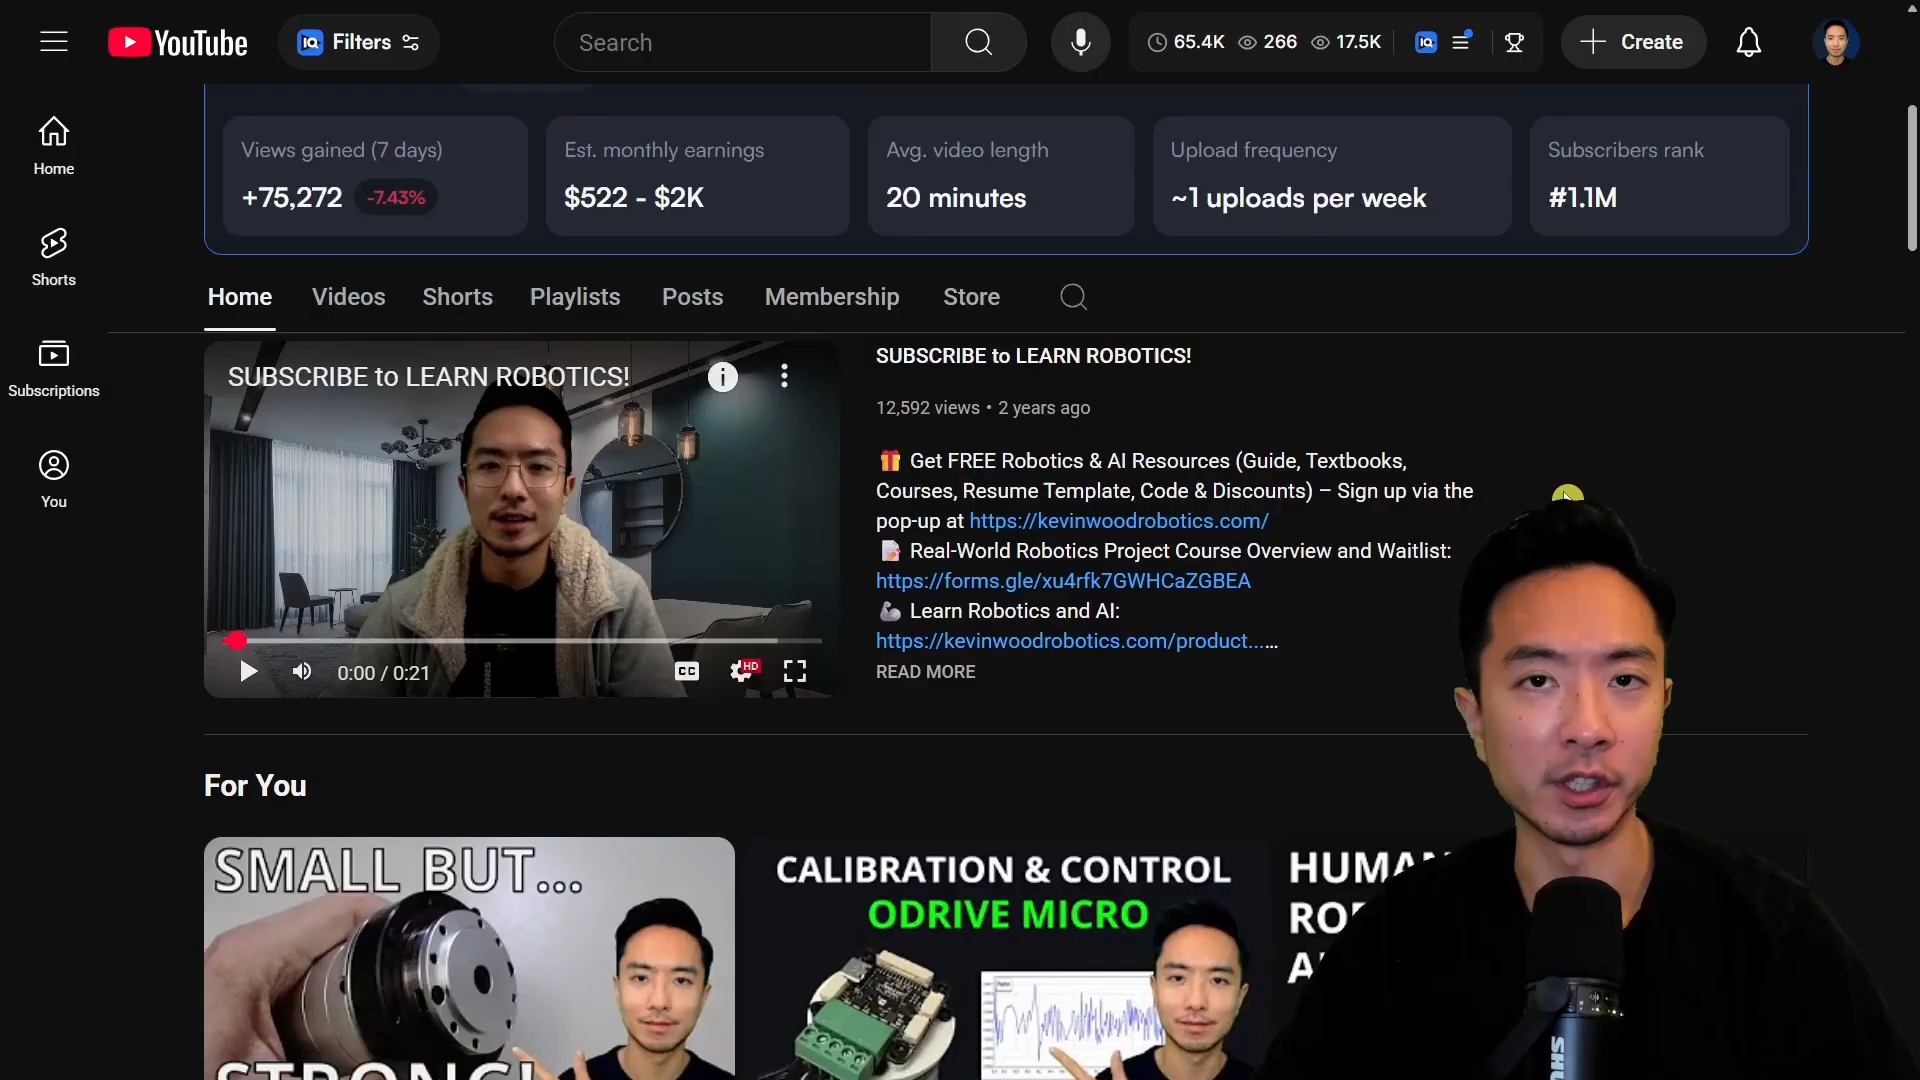 YouTube
IQ Filters
Search
65.4K 266 17.5K
IQ
Create
Home
Shorts
Subscriptions
You
Views gained (7 days)
+75,272 -7.43%
Est. monthly earnings
$522 - $2K
Avg. video length
20 minutes
Upload frequency
~1 uploads per week
Subscribers rank
#1.1M
Home Videos Shorts Playlists Posts Membership Store
SUBSCRIBE to LEARN ROBOTICS!
0:00 / 0:21
CC
HD
SUBSCRIBE to LEARN ROBOTICS!
12,592 views • 2 years ago
🎁 Get FREE Robotics & AI Resources (Guide, Textbooks,
Courses, Resume Template, Code & Discounts) – Sign up via the
pop-up at https://kevinwoodrobotics.com/
📝 Real-World Robotics Project Course Overview and Waitlist:
https://forms.gle/xu4rfk7GWHCaZGBEA
🦾 Learn Robotics and AI:
https://kevinwoodrobotics.com/product...…
READ MORE
For You
SMALL BUT...
STRONG!
CALIBRATION & CONTROL
ODRIVE MICRO